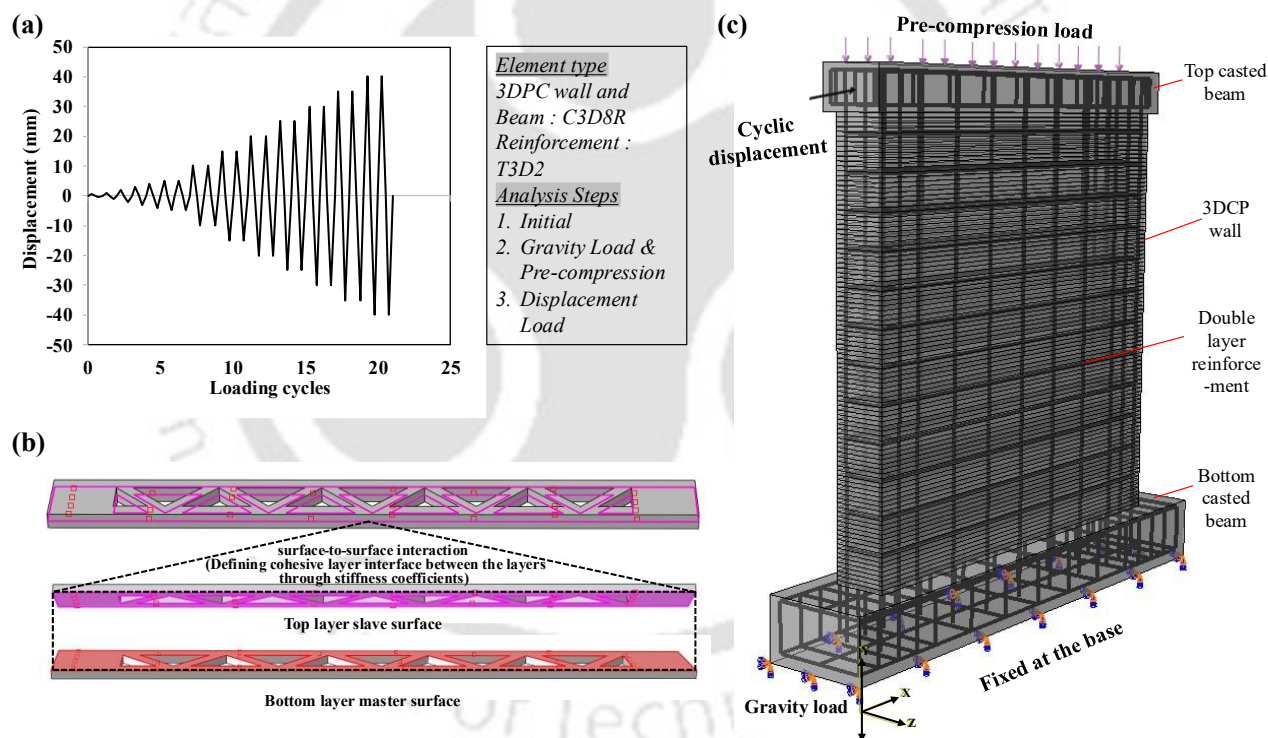 (a)
50
40
30
20
10
0
-10
-20
-30
-40
-50
Displacement (mm)
0 5 10 15 20 25
Loading cycles
Element type
3DPC wall and
Beam : C3D8R
Reinforcement :
T3D2
Analysis Steps
1. Initial
2. Gravity Load &
Pre-compression
3. Displacement
Load
(b)
surface-to-surface interaction
(Defining cohesive layer interface between the layers
through stiffness coefficients)
Top layer slave surface
Bottom layer master surface
(c)
Pre-compression load
Top casted
beam
Cyclic
displacement
3DCP
wall
Double
layer
reinforce
-ment
Bottom
casted
beam
Fixed at the base
Gravity load
Y
X
Z